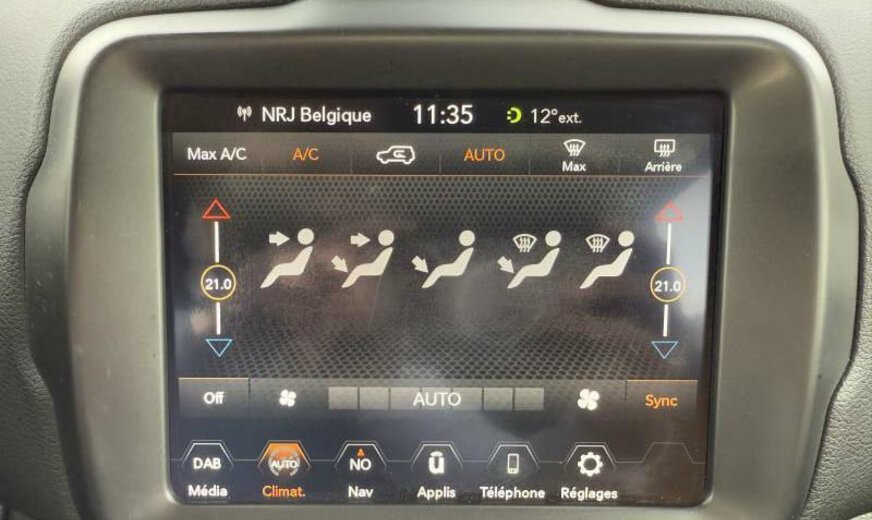 NRJ Belgique 11:35 12° ext.
Max A/C A/C AUTO Max Arrière
21.0 21.0
Off AUTO Sync
DAB AUTO NO
Média Climat. Nav Applis Téléphone Réglages